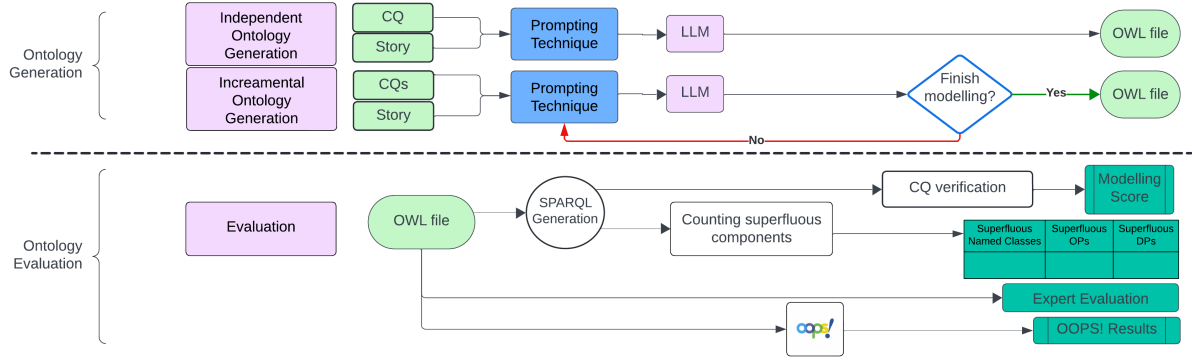 Ontology
Generation
Independent
Ontology
Generation
CQ
Story
Prompting
Technique
LLM
OWL file
Increamental
Ontology
Generation
CQs
Story
Prompting
Technique
LLM
Finish
modelling?
Yes
OWL file
No
Ontology
Evaluation
Evaluation
OWL file
SPARQL
Generation
CQ verification
Modelling
Score
Counting superfluous
components
Superfluous
Named Classes
Superfluous
OPs
Superfluous
DPs
Expert Evaluation
oops!
OOPS! Results